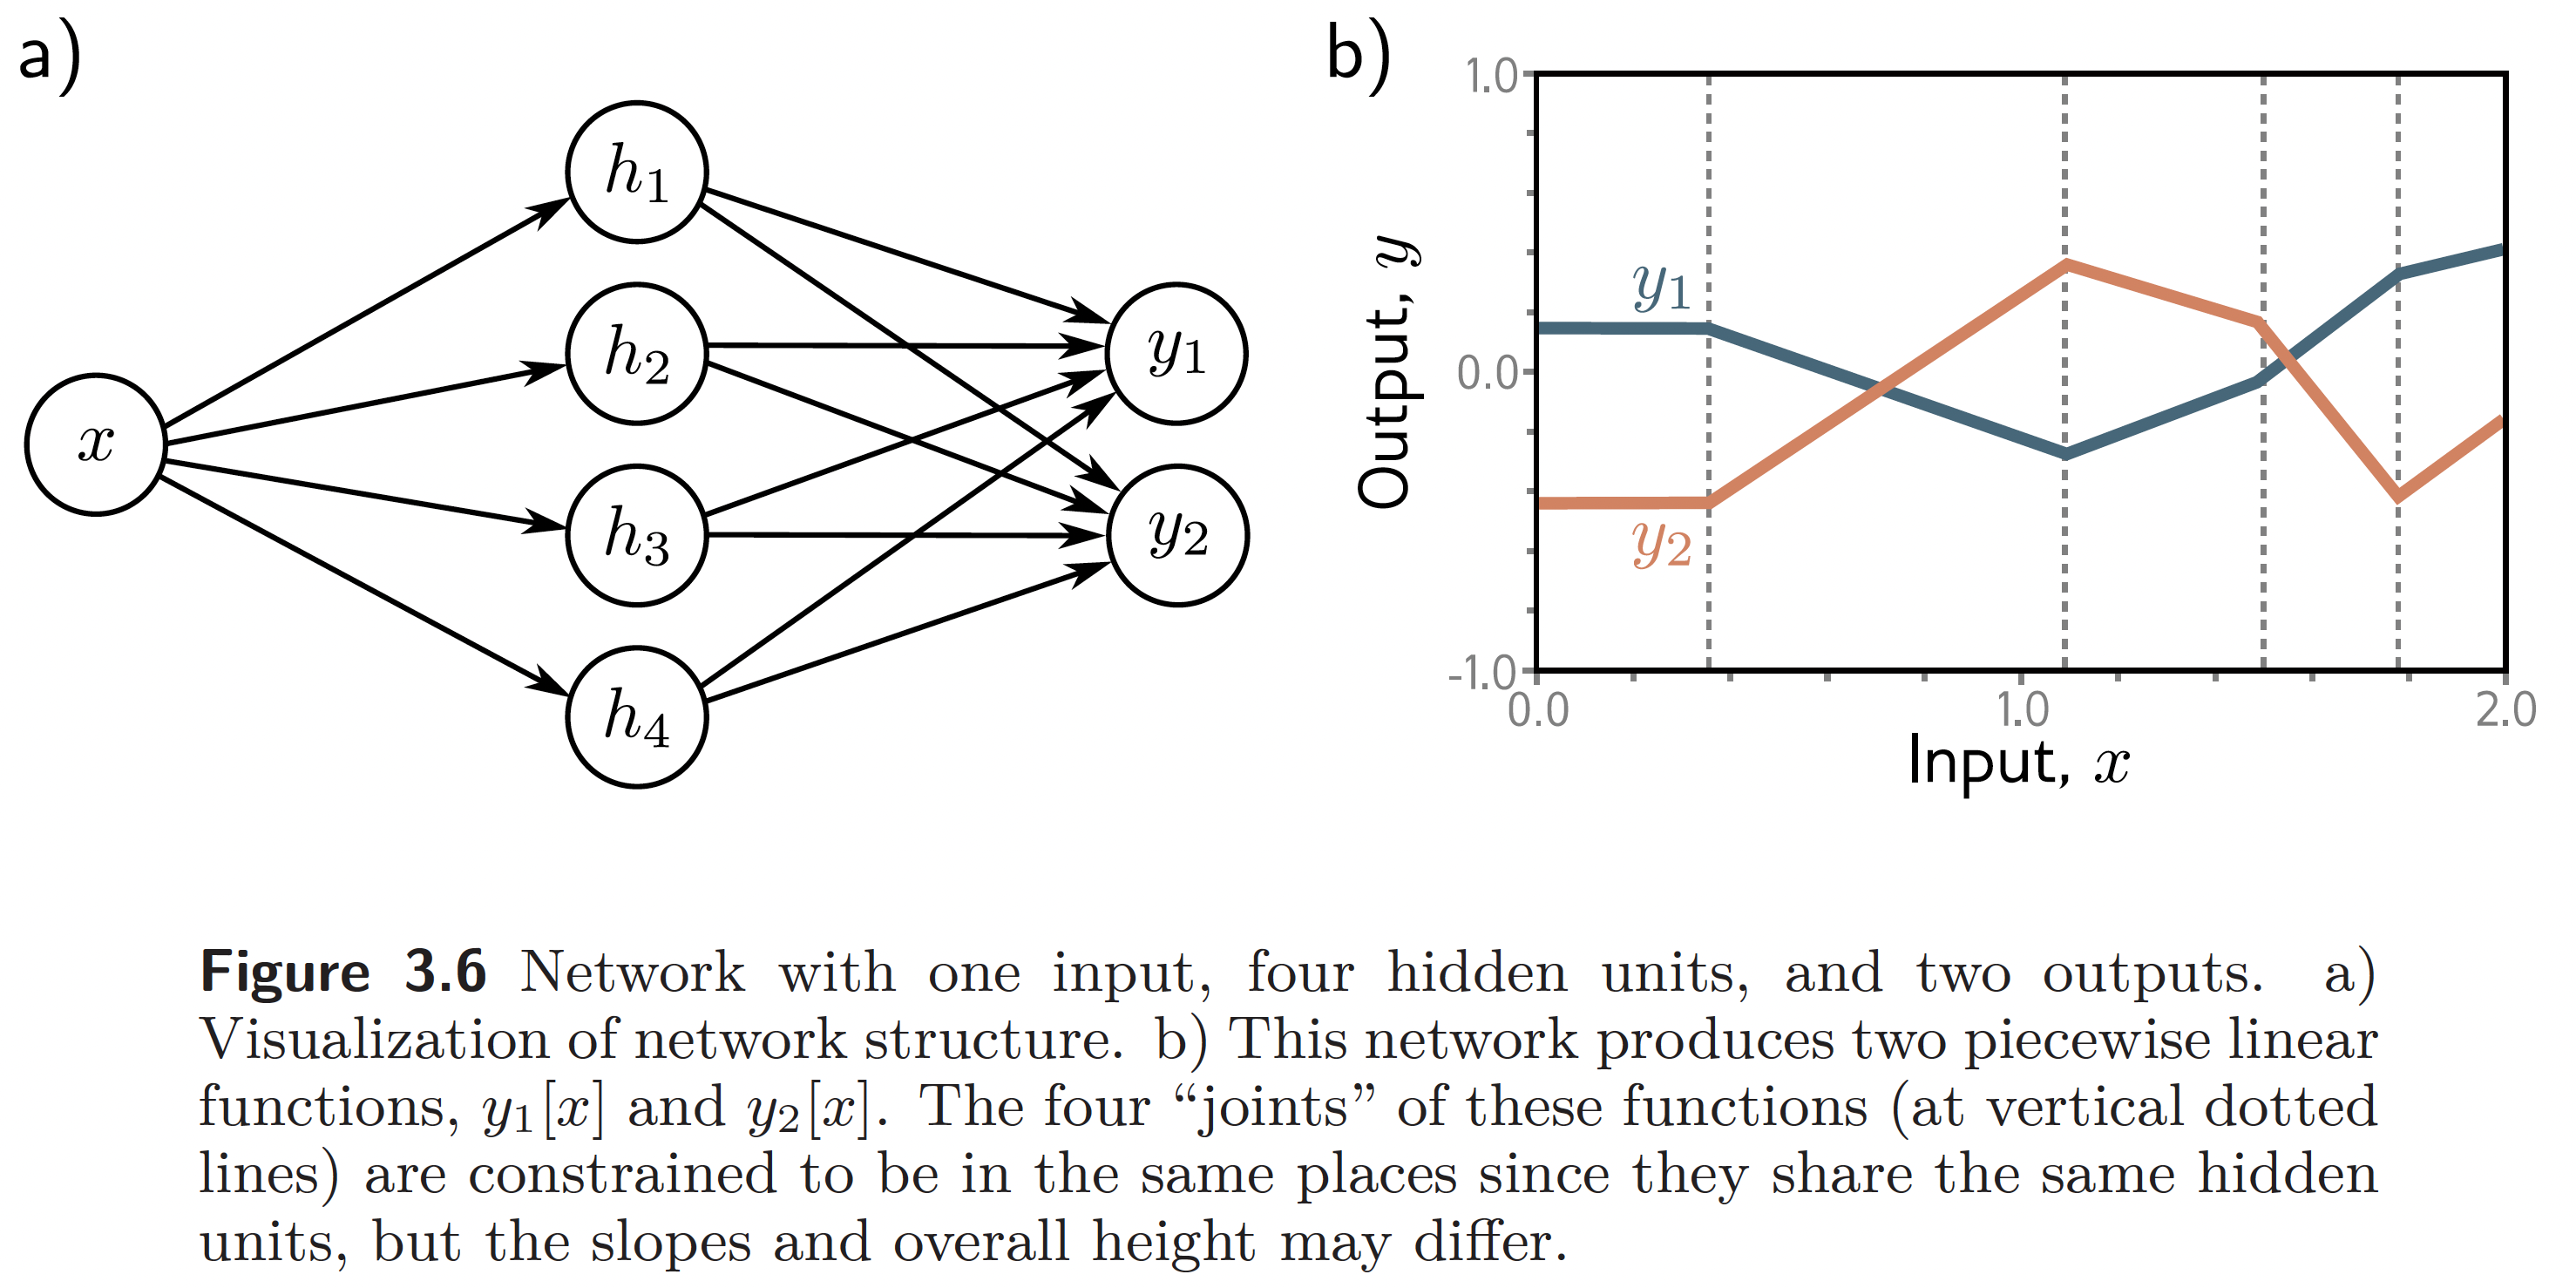 a)
x
h₁
h₂
h₃
h₄
y₁
y₂
b)
1.0
0.0
-1.0
Output, y
y₁
y₂
0.0 1.0 2.0
Input, x
Figure 3.6 Network with one input, four hidden units, and two outputs. a)
Visualization of network structure. b) This network produces two piecewise linear
functions, y₁[x] and y₂[x]. The four “joints” of these functions (at vertical dotted
lines) are constrained to be in the same places since they share the same hidden
units, but the slopes and overall height may differ.